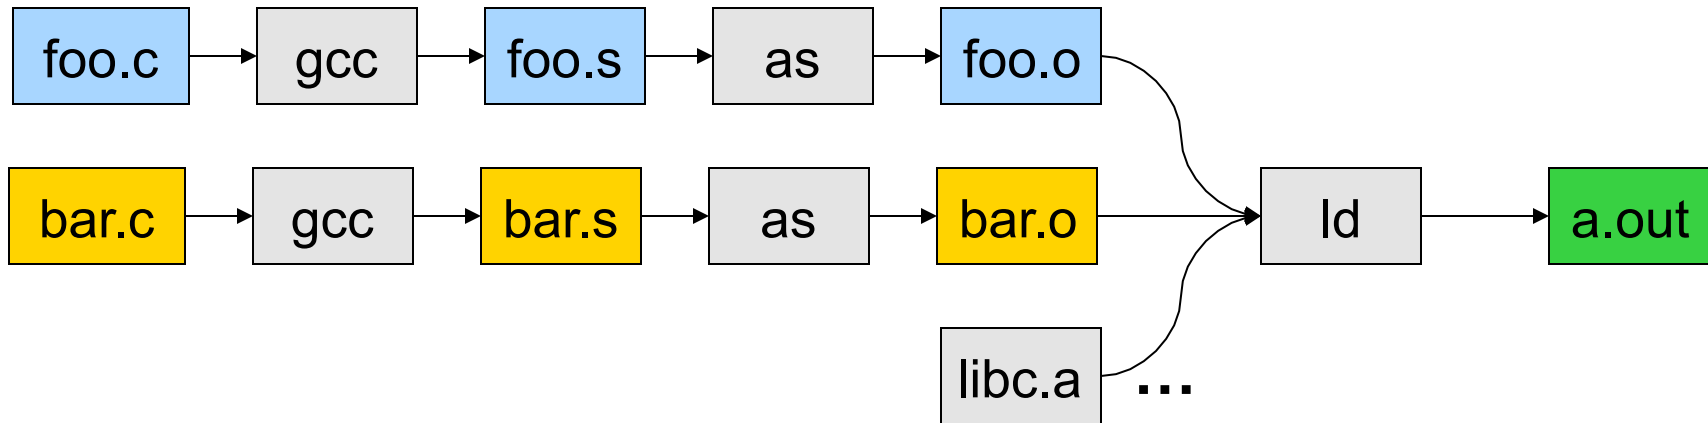 foo.c gcc foo.s as foo.o
bar.c gcc bar.s as bar.o ld a.out
libc.a ...